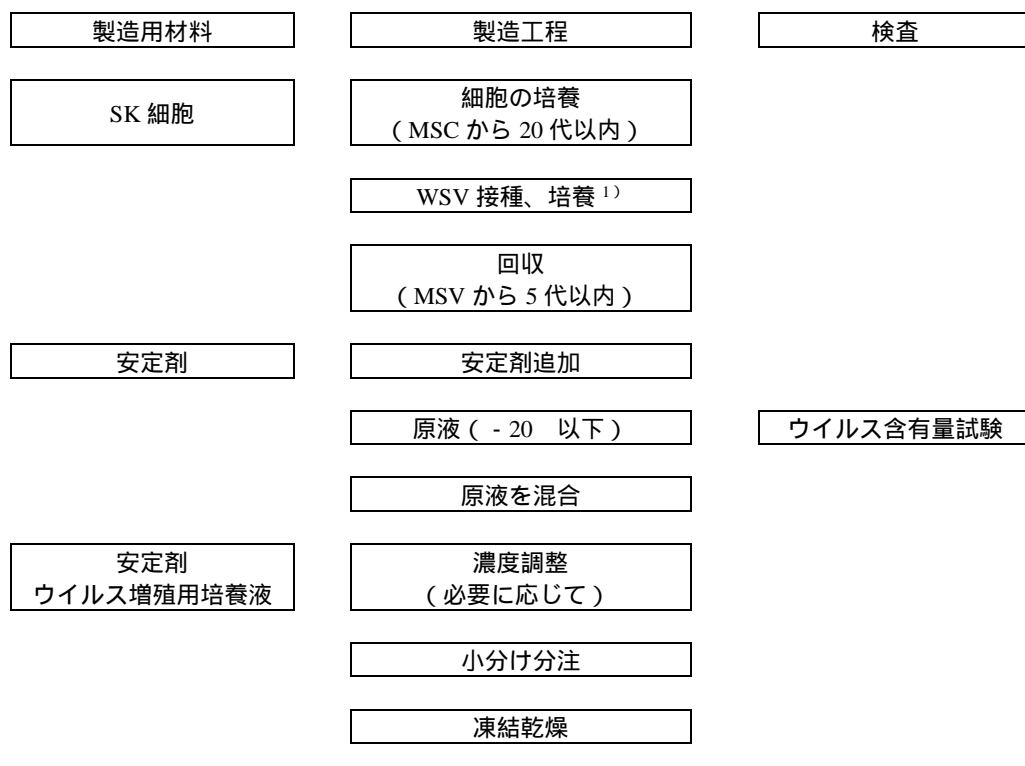 製造用材料
製造工程
検査
SK 細胞
細胞の培養
( MSC から 20 代以内 )
WSV 接種、培養 1）
回収
( MSV から 5 代以内 )
安定剤
安定剤追加
原液 ( - 20 以下 )
ウイルス含有量試験
原液を混合
安定剤
ウイルス増殖用培養液
濃度調整
( 必要に応じて )
小分け分注
凍結乾燥